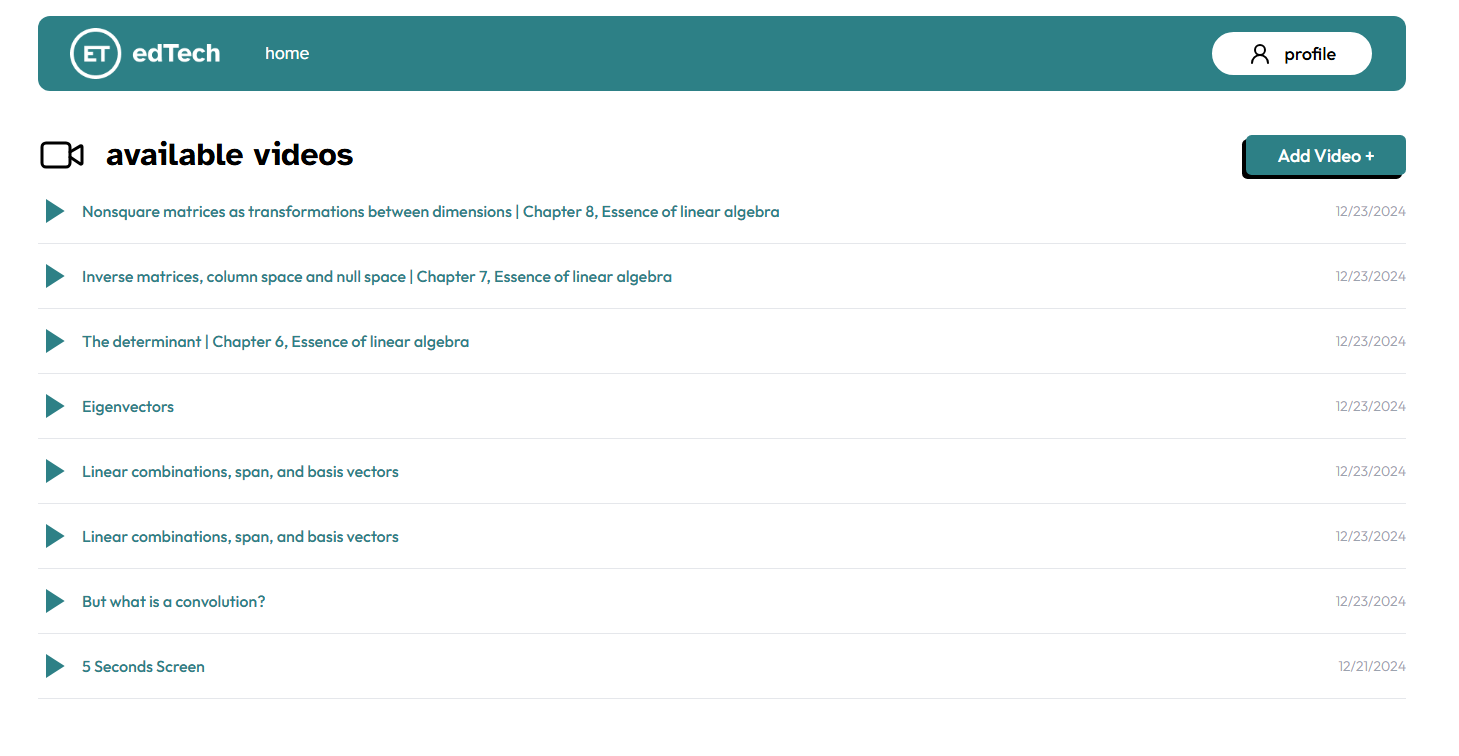 ET edTech home profile
available videos Add Video +
Nonsquare matrices as transformations between dimensions | Chapter 8, Essence of linear algebra 12/23/2024
Inverse matrices, column space and null space | Chapter 7, Essence of linear algebra 12/23/2024
The determinant | Chapter 6, Essence of linear algebra 12/23/2024
Eigenvectors 12/23/2024
Linear combinations, span, and basis vectors 12/23/2024
Linear combinations, span, and basis vectors 12/23/2024
But what is a convolution? 12/23/2024
5 Seconds Screen 12/21/2024